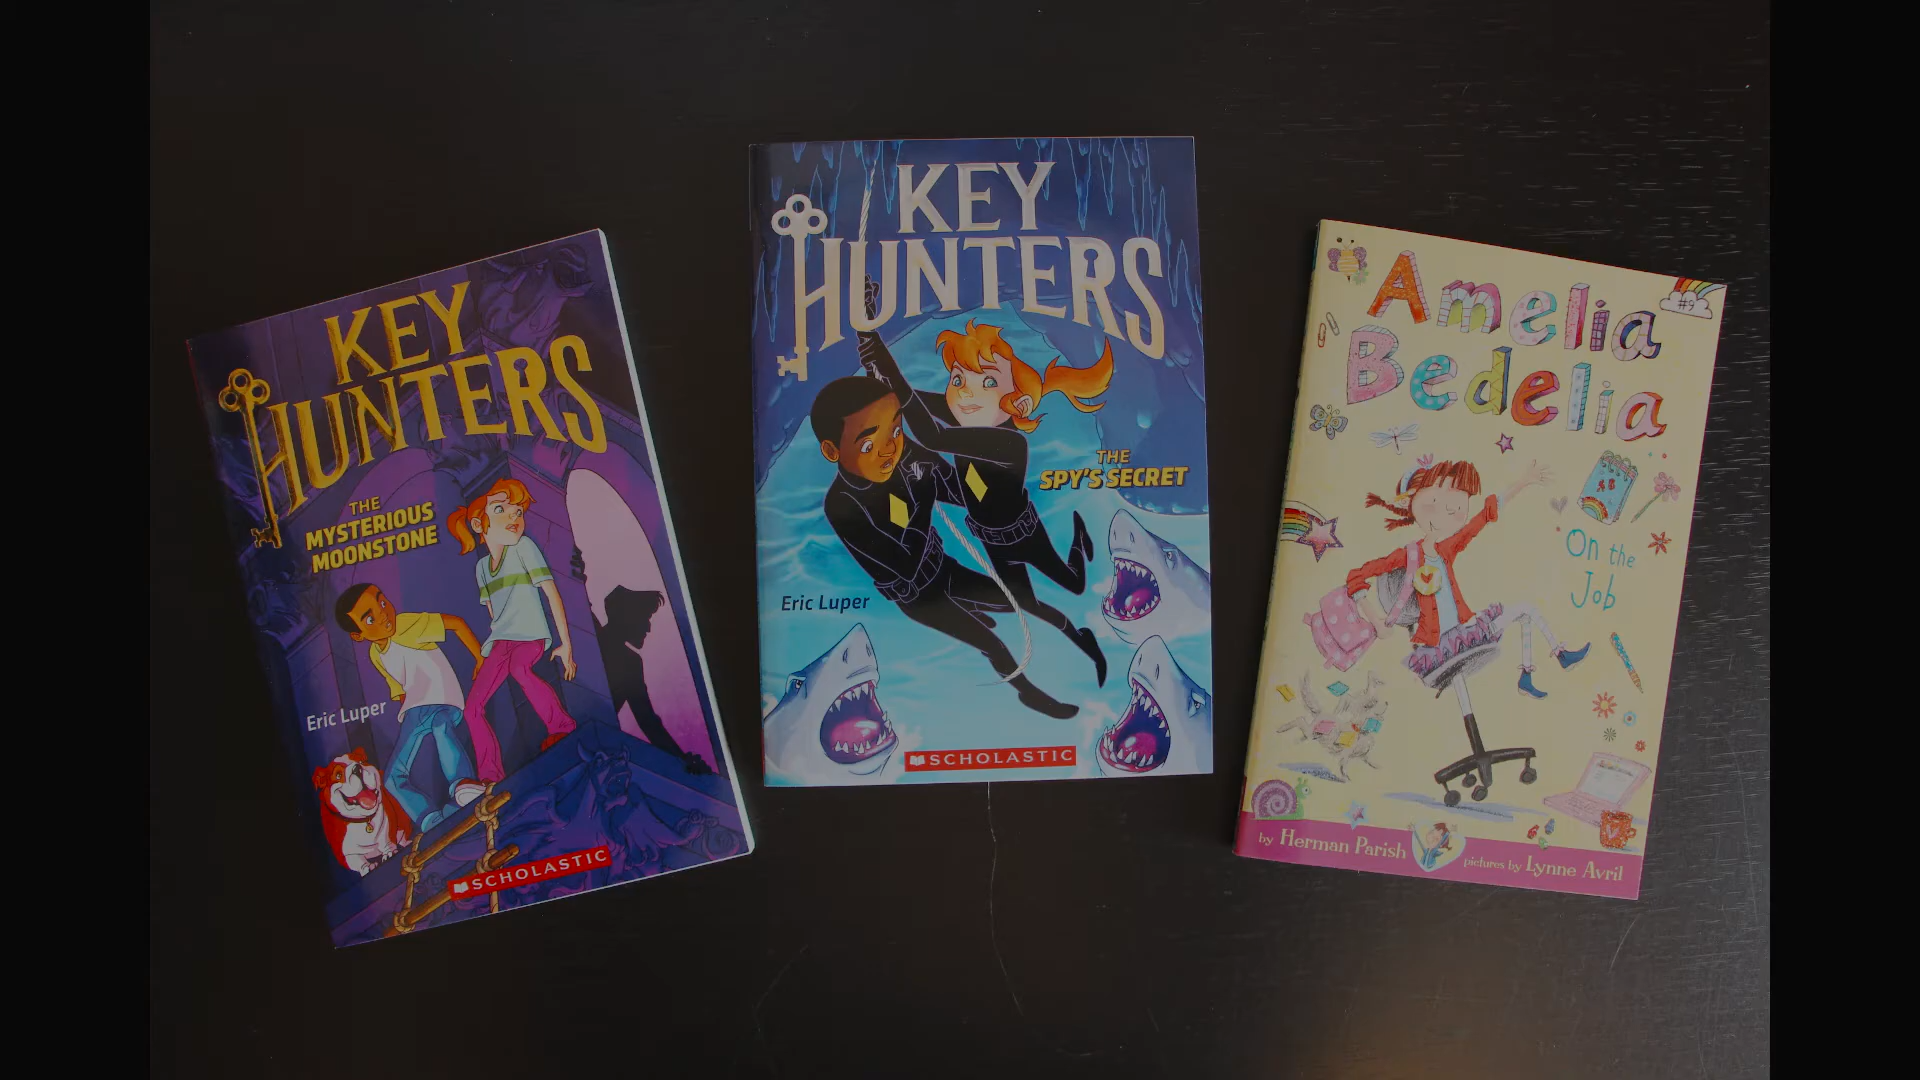 KEY
HUNTERS
THE
MYSTERIOUS
MOONSTONE
Eric Luper
SCHOLASTIC
KEY
HUNTERS
THE
SPY'S SECRET
Eric Luper
SCHOLASTIC
#9
Amelia
Bedelia
On the
Job
by Herman Parish
pictures by Lynne Avril